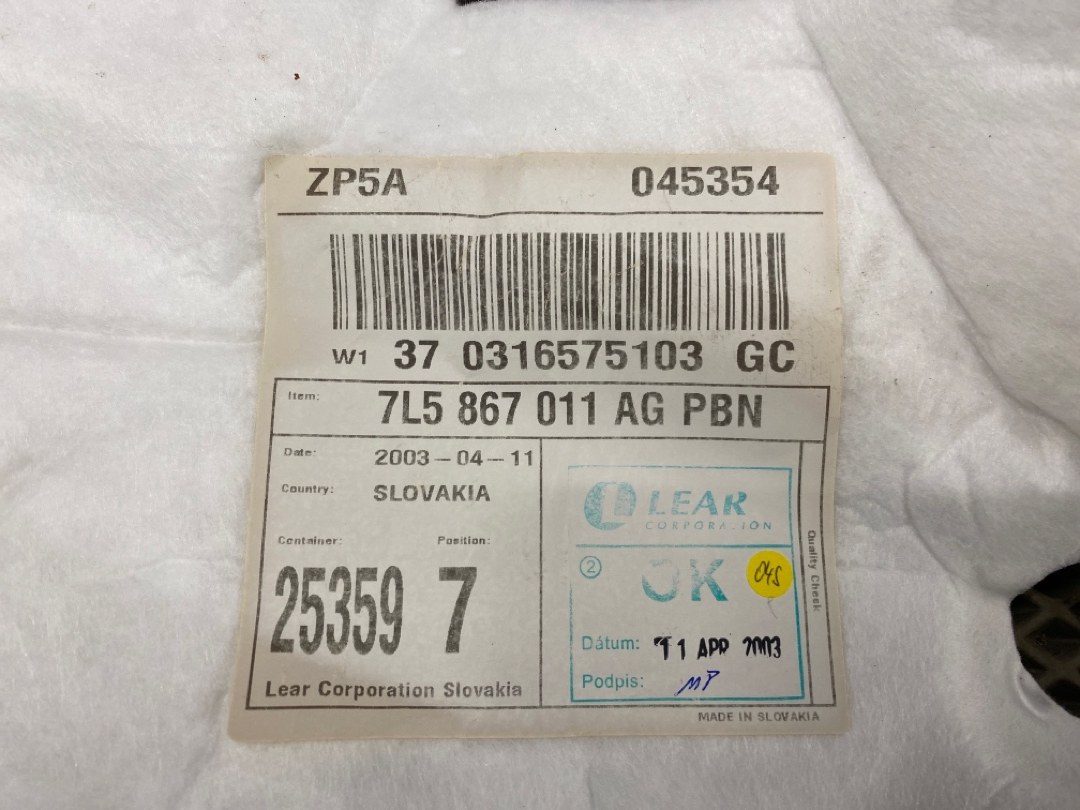 ZP5A 045354
W1 37 0316575103 GC
Item: 7L5 867 011 AG PBN
Date: 2003-04-11
Country: SLOVAKIA
Container: Position:
25359 7
Lear Corporation Slovakia
LEAR
CORPORATION
2 OK 04S
Dátum: 11 APR 2003
Podpis: MP
Quality Check
MADE IN SLOVAKIA